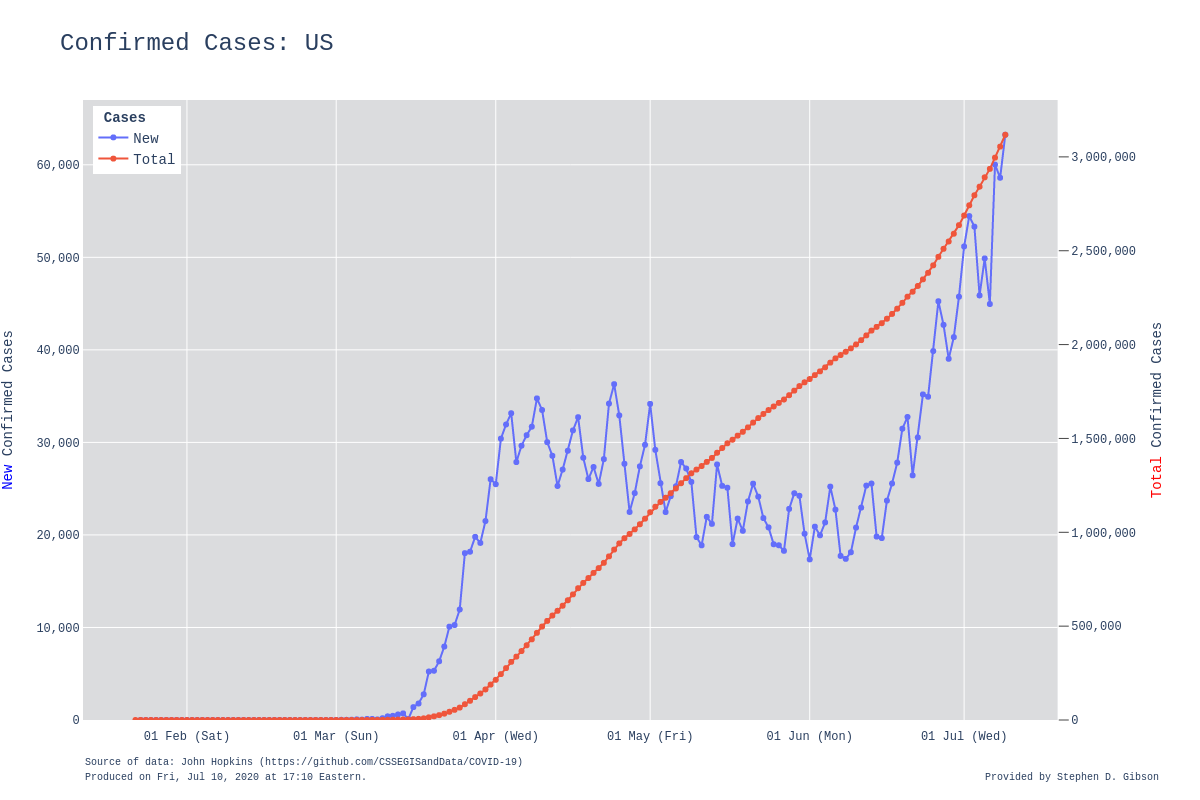 Confirmed Cases: US
Cases
New
Total
60,000
50,000
40,000
30,000
20,000
10,000
0
New Confirmed Cases
3,000,000
2,500,000
2,000,000
1,500,000
1,000,000
500,000
0
Total Confirmed Cases
01 Feb (Sat) 01 Mar (Sun) 01 Apr (Wed) 01 May (Fri) 01 Jun (Mon) 01 Jul (Wed)
Source of data: John Hopkins (https://github.com/CSSEGISandData/COVID-19)
Produced on Fri, Jul 10, 2020 at 17:10 Eastern.
Provided by Stephen D. Gibson